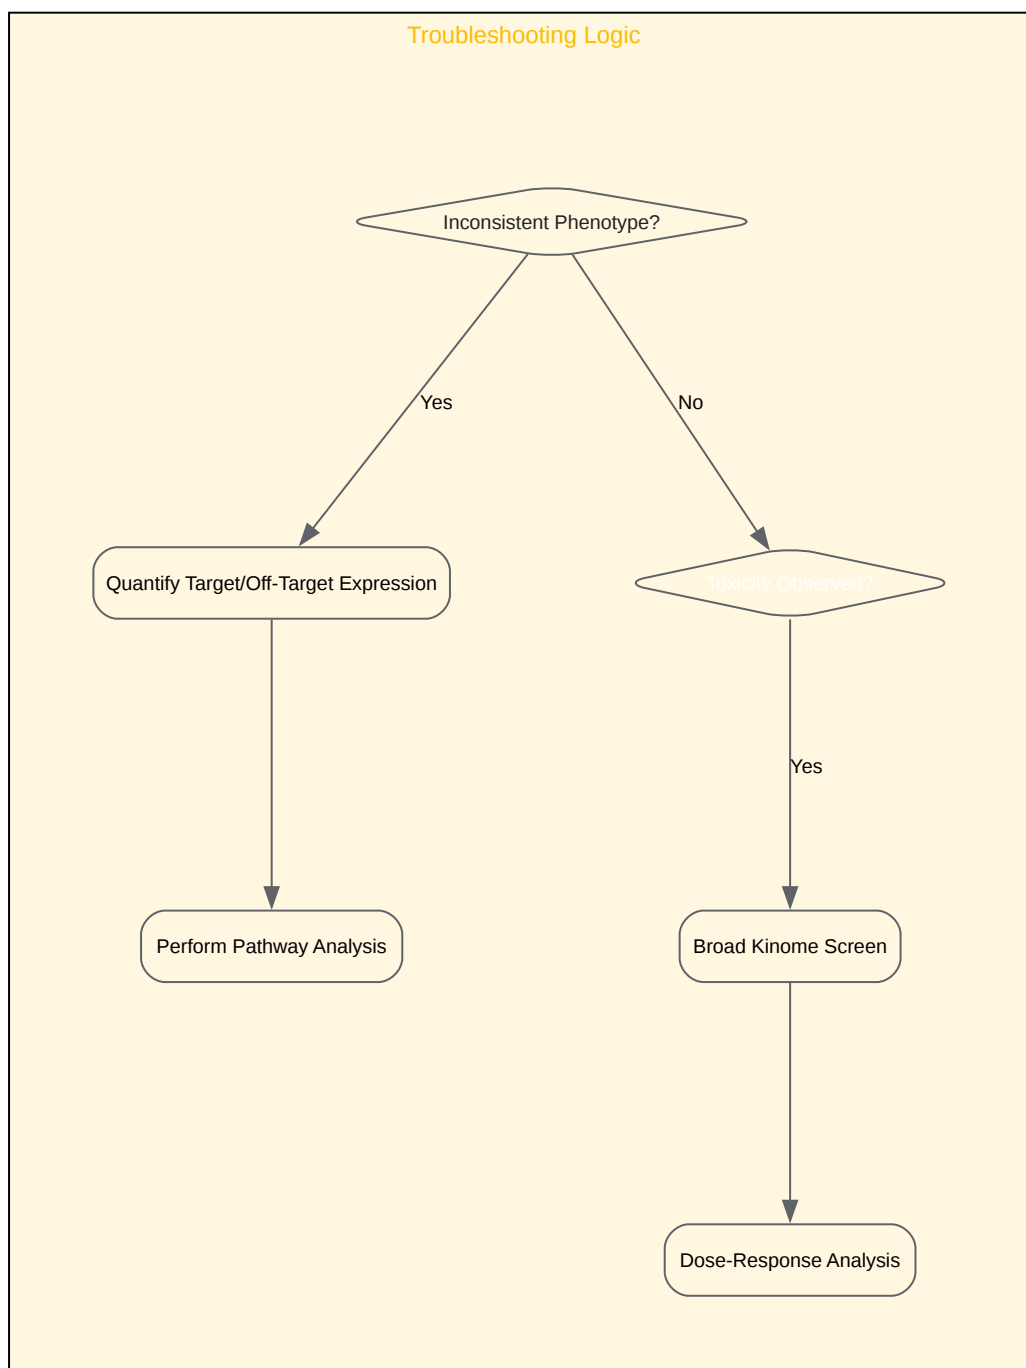 Troubleshooting Logic
Inconsistent Phenotype?
Yes
No
Quantify Target/Off-Target Expression
Toxicity Observed?
Yes
Perform Pathway Analysis
Broad Kinome Screen
Dose-Response Analysis